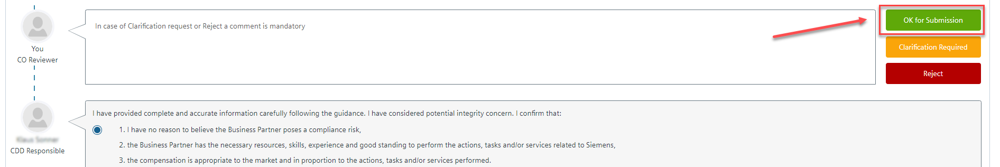 In case of Clarification request or Reject a comment is mandatory
OK for Submission
Clarification Required
Reject
You
CO Reviewer
I have provided complete and accurate information carefully following the guidance. I have considered potential integrity concern. I confirm that:
1. I have no reason to believe the Business Partner poses a compliance risk,
2. the Business Partner has the necessary resources, skills, experience and good standing to perform the actions, tasks and/or services related to Siemens,
3. the compensation is appropriate to the market and in proportion to the actions, tasks and/or services performed.
CDD Responsible